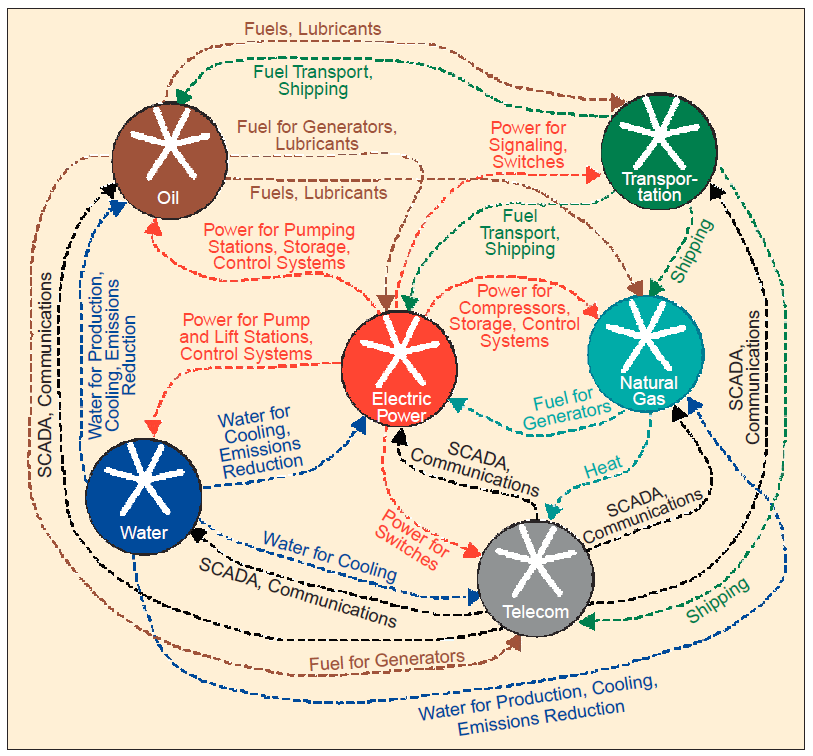 Fuels, Lubricants
Fuel Transport,
Shipping
Fuel for Generators,
Lubricants
Power for
Signaling,
Switches
Transpor-
tation
Oil
Fuels, Lubricants
Fuel
Transport,
Shipping
Shipping
Power for Pumping
Stations, Storage,
Control Systems
Power for
Compressors,
Storage, Control
Systems
Power for Pump
and Lift Stations,
Control Systems
Water for Production,
Cooling, Emissions
Reduction
SCADA, Communications
SCADA,
Communications
Electric
Power
Natural
Gas
Fuel for
Generators
Water for
Cooling,
Emissions
Reduction
SCADA,
Communications
Heat
SCADA,
Communications
Water
Power for
Switches
Water for Cooling
SCADA, Communications
Telecom
Shipping
Fuel for Generators
Water for Production, Cooling,
Emissions Reduction